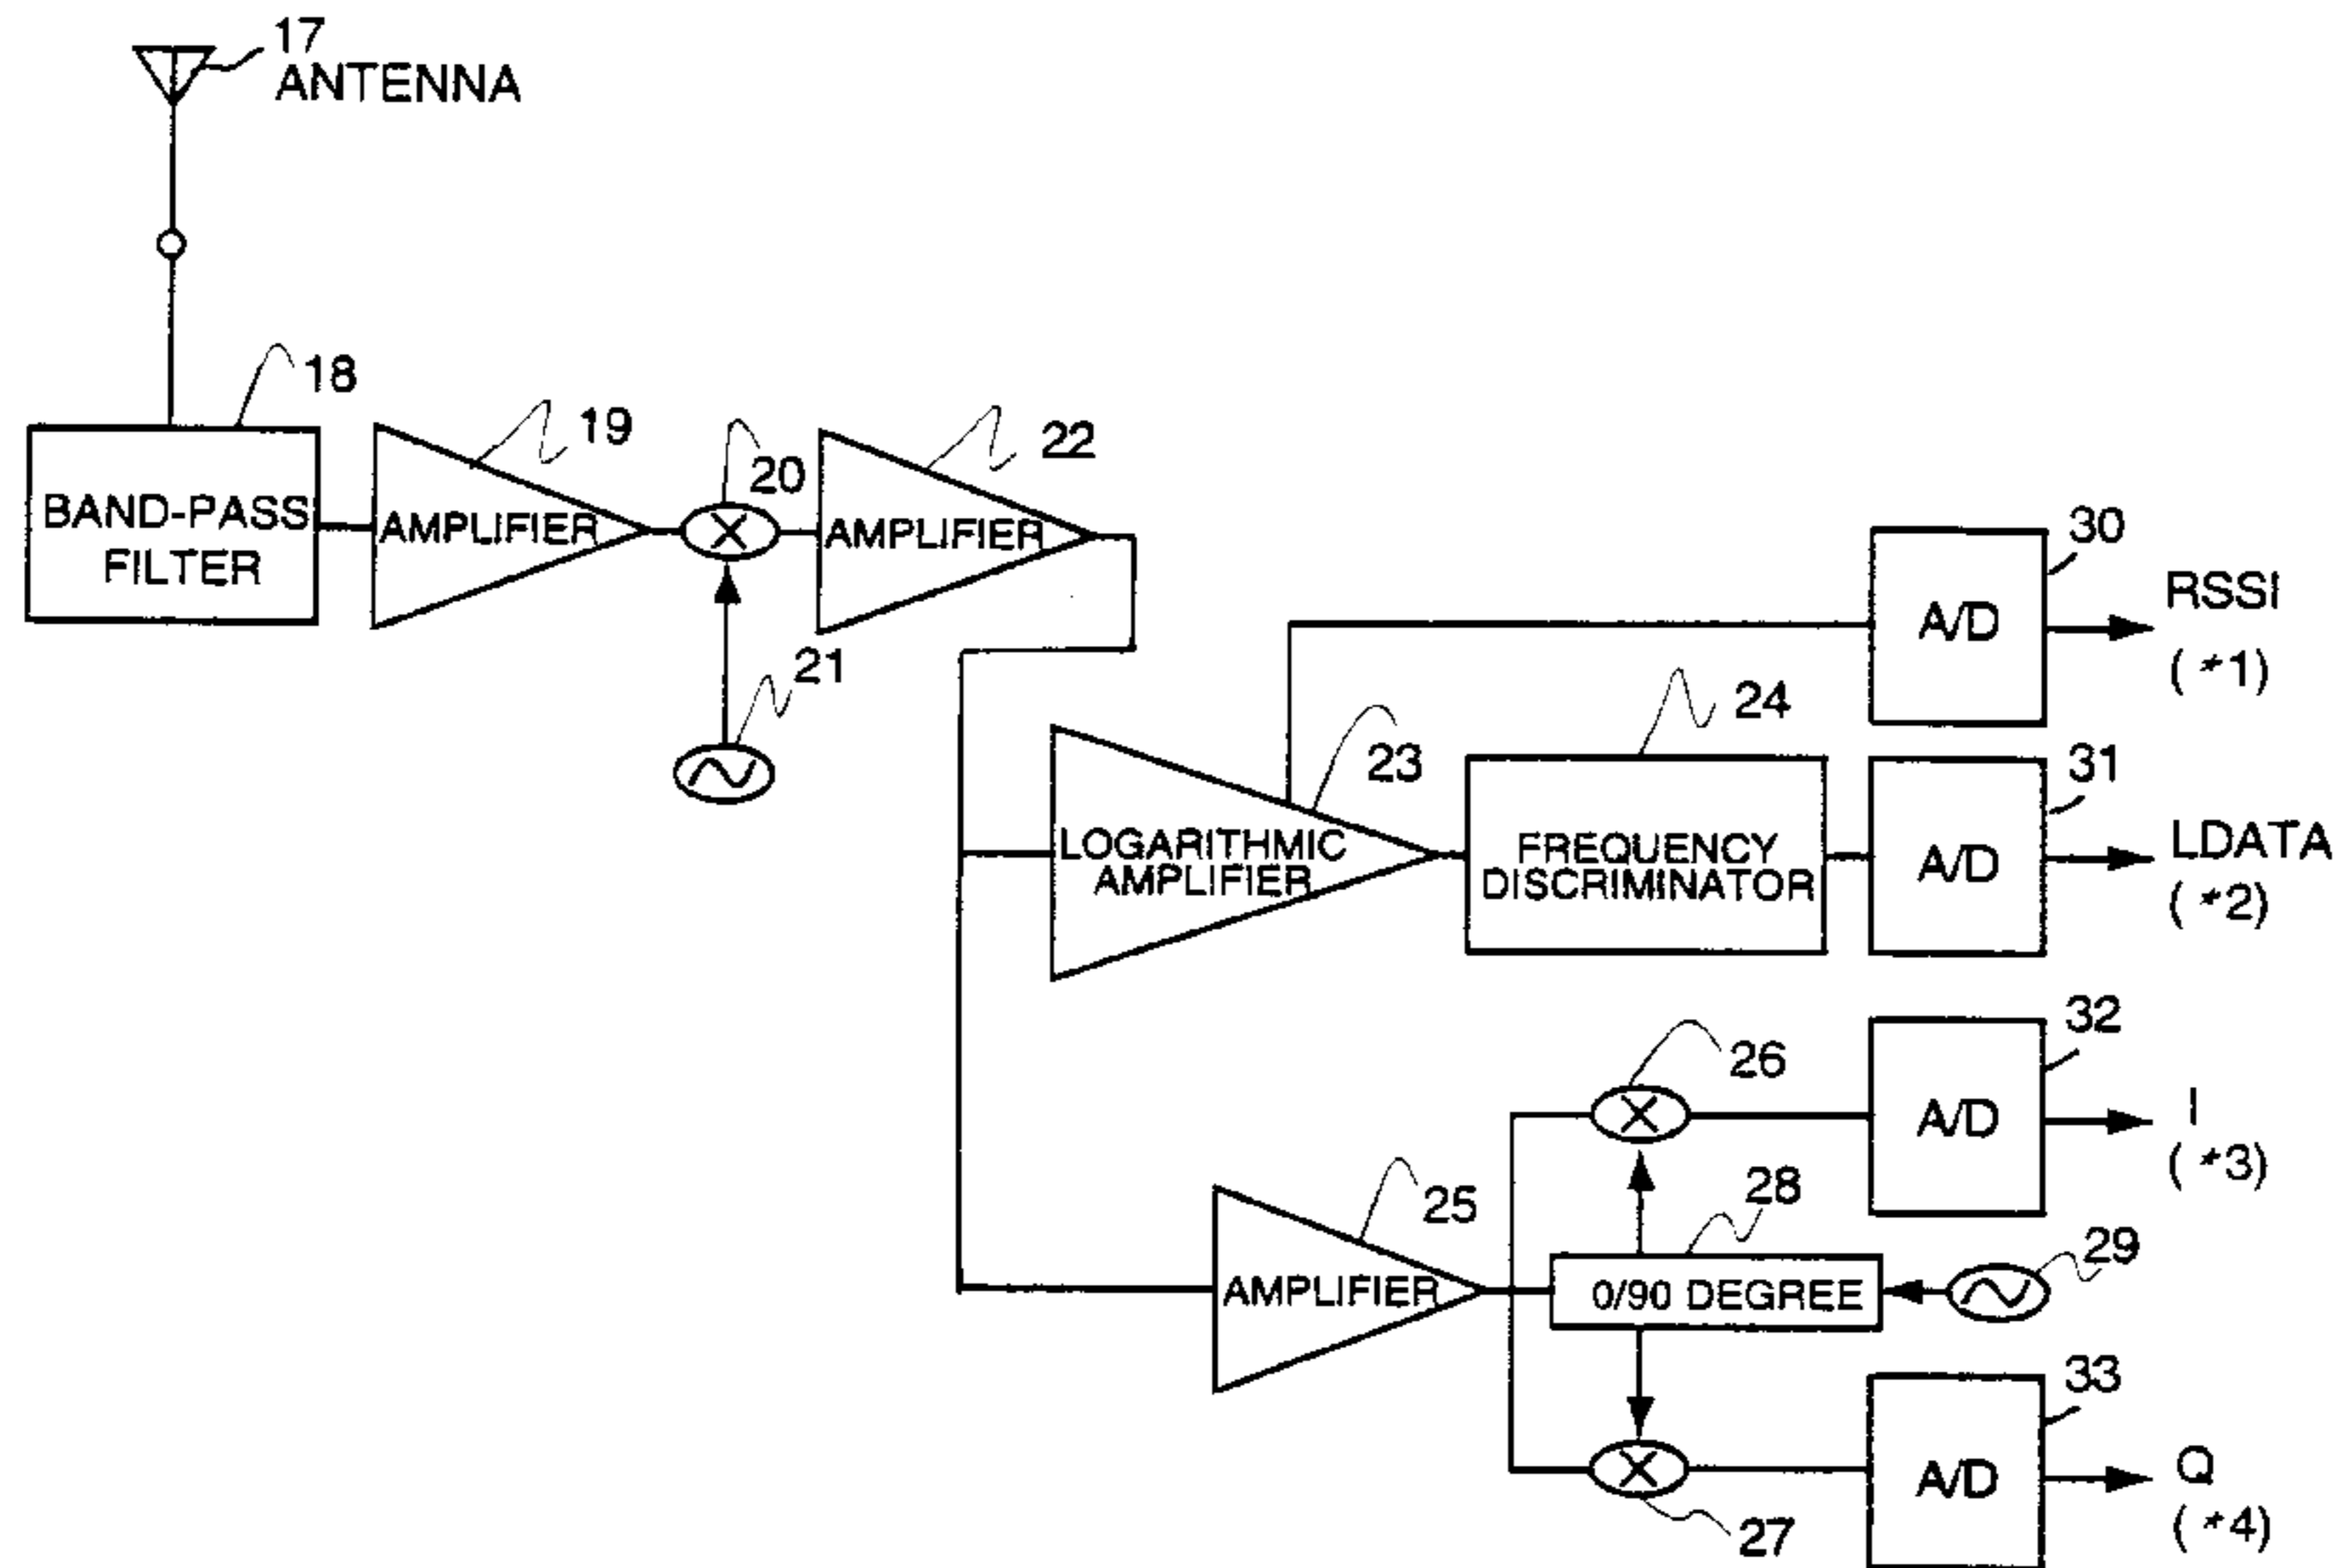 17
ANTENNA
18
19
20
22
BAND-PASS
FILTER
AMPLIFIER
AMPLIFIER
21
30
A/D
RSSI
(*1)
23
24
31
LOGARITHMIC
AMPLIFIER
FREQUENCY
DISCRIMINATOR
A/D
LDATA
(*2)
26
32
A/D
I
(*3)
25
28
29
AMPLIFIER
0/90 DEGREE
33
27
A/D
Q
(*4)